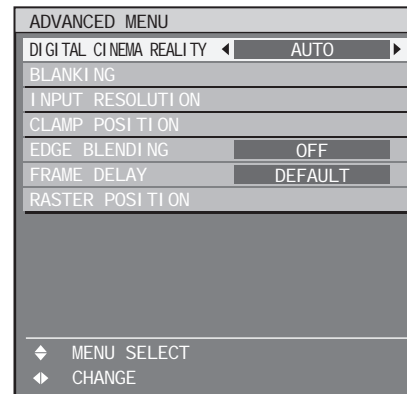 ADVANCED MENU
DIGITAL CINEMA REALITY AUTO
BLANKING
INPUT RESOLUTION
CLAMP POSITION
EDGE BLENDING OFF
FRAME DELAY DEFAULT
RASTER POSITION
MENU SELECT
CHANGE